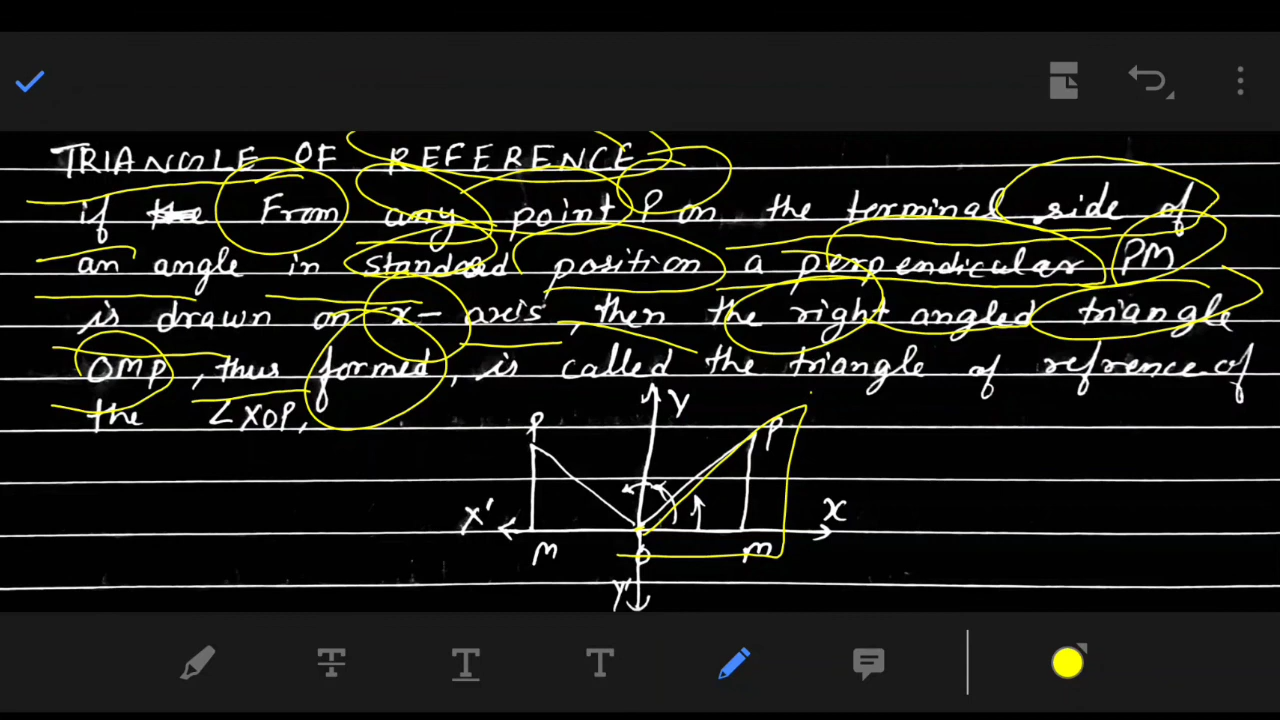 TRIANGLE OF REFERENCE
if the From any point P on the terminal side of
an angle in standard position a perpendicular PM
is drawn on x-axis, then the right angled triangle
OMP, thus formed, is called the triangle of refrence of
the ∠XOP,
Y
P P
X' X
M O M
Y'
T T T